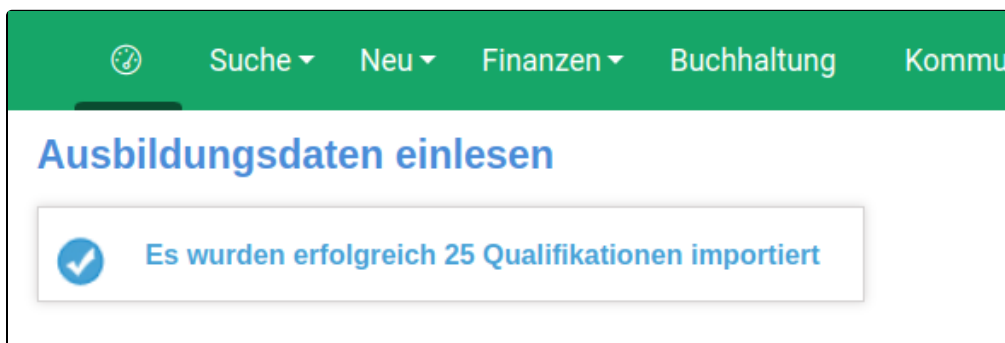 Suche Neu Finanzen Buchhaltung
Ausbildungsdaten einlesen
Es wurden erfolgreich 25 Qualifikationen importiert